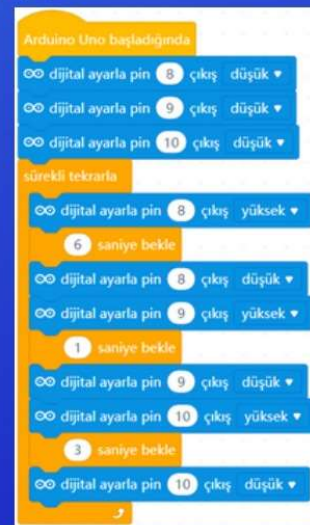 Arduino Uno başladığında
dijital ayarla pin 8 çıkış düşük
dijital ayarla pin 9 çıkış düşük
dijital ayarla pin 10 çıkış düşük
sürekli tekrarla
dijital ayarla pin 8 çıkış yüksek
6 saniye bekle
dijital ayarla pin 8 çıkış düşük
dijital ayarla pin 9 çıkış yüksek
1 saniye bekle
dijital ayarla pin 9 çıkış düşük
dijital ayarla pin 10 çıkış yüksek
3 saniye bekle
dijital ayarla pin 10 çıkış düşük